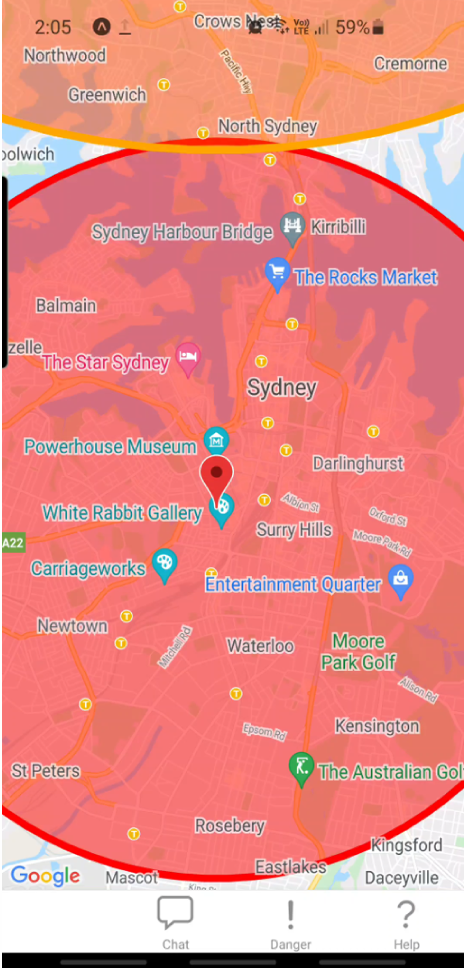 2:05
59%
Crows Nest
Vo))
LTE
Northwood
Pacific Hwy
Cremorne
Greenwich
North Sydney
oolwich
Sydney Harbour Bridge
Kirribilli
The Rocks Market
Balmain
zelle
The Star Sydney
Sydney
Powerhouse Museum
Darlinghurst
White Rabbit Gallery
Albion St
Oxford St
Surry Hills
A22
Moore Park Rd
Carriageworks
Entertainment Quarter
Newtown
Mitchell Rd
Waterloo
Moore
Park Golf
Alison Rd
Epsom Rd
Kensington
St Peters
The Australian Gol
Rosebery
Kingsford
Eastlakes
Google
Mascot
Daceyville
Chat
Danger
Help